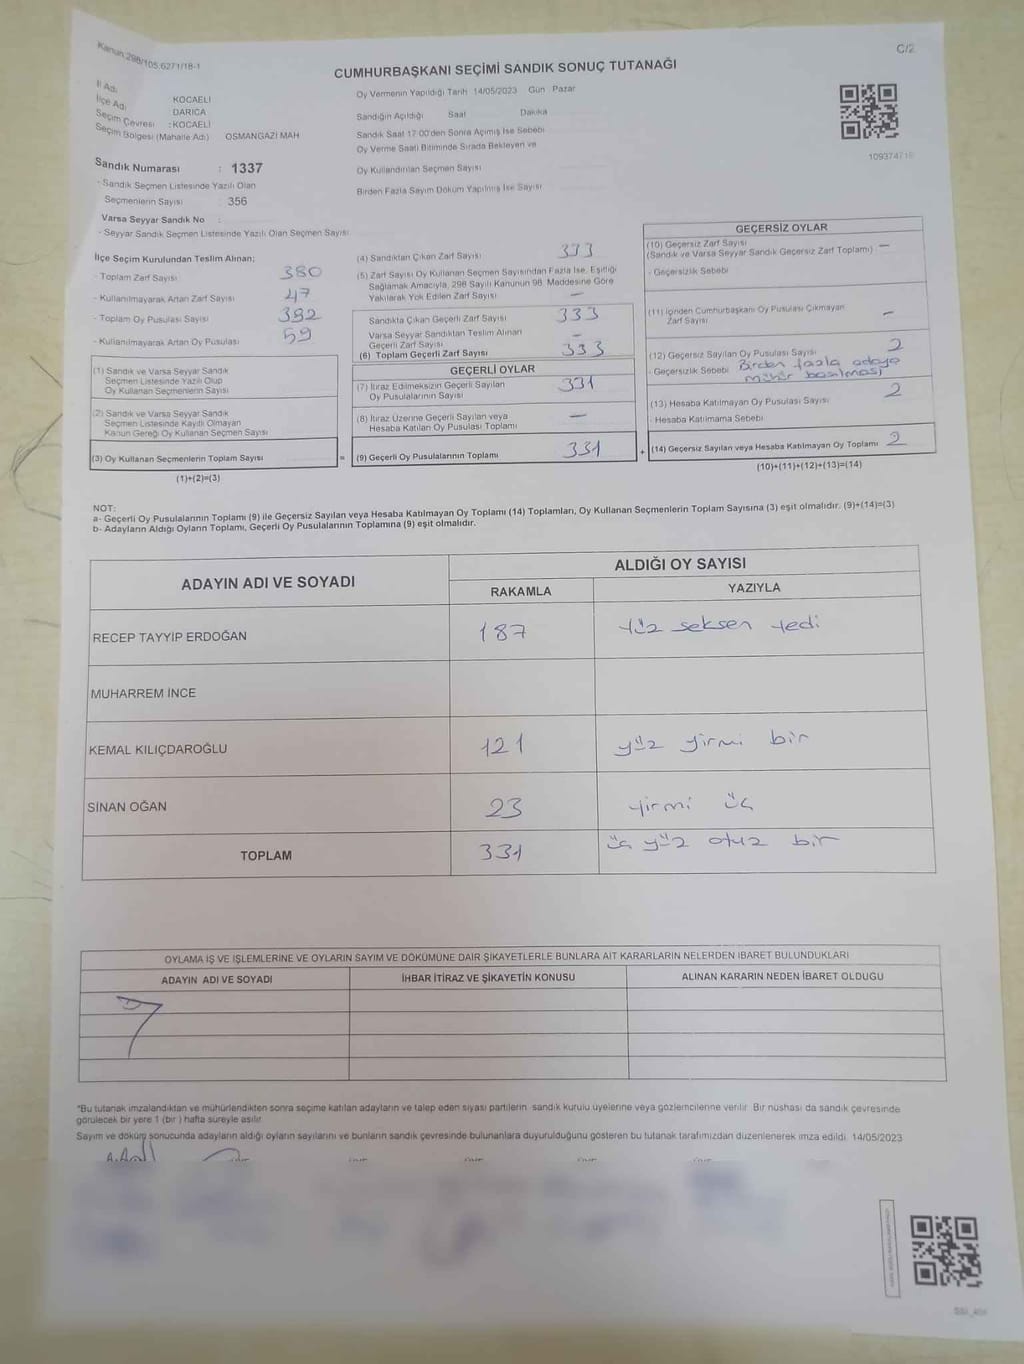 Kanun:298/105,6271/18-1
C/2
CUMHURBAŞKANI SEÇİMİ SANDIK SONUÇ TUTANAĞI
İl Adı
KOCAELİ
İlçe Adı
DARICA
Seçim Çevresi : KOCAELİ
Seçim Bölgesi (Mahalle Adı) OSMANGAZİ MAH
Oy Vermenin Yapıldığı Tarih 14/05/2023 Gün Pazar
Sandığın Açıldığı Saat Dakika
Sandık Saat 17:00'den Sonra Açımış İse Sebebi
Oy Verme Saati Bitiminde Sırada Bekleyen ve
Oy Kullandırılan Seçmen Sayısı
Birden Fazla Sayım Döküm Yapılmış İse Sayısı
Sandık Numarası : 1337
- Sandık Seçmen Listesinde Yazılı Olan
Seçmenlerin Sayısı 356
Varsa Seyyar Sandık No :
- Seyyar Sandık Seçmen Listesinde Yazılı Olan Seçmen Sayısı
İlçe Seçim Kurulundan Teslim Alınan;
- Toplam Zarf Sayısı 380
- Kullanılmayarak Artan Zarf Sayısı 47
- Toplam Oy Pusulası Sayısı 392
- Kullanılmayarak Artan Oy Pusulası 59
(1) Sandık ve Varsa Seyyar Sandık
Seçmen Listesinde Yazılı Olup
Oy Kullanan Seçmenlerin Sayısı
(2) Sandık ve Varsa Seyyar Sandık
Seçmen Listesinde Kayıtlı Olmayan
Kanun Gereği Oy Kullanan Seçmen Sayısı
(3) Oy Kullanan Seçmenlerin Toplam Sayısı
(1)+(2)=(3)
=
(4) Sandıktan Çıkan Zarf Sayısı 333
(5) Zarf Sayısı Oy Kullanan Seçmen Sayısından Fazla İse, Eşitliği
Sağlamak Amacıyla, 298 Sayılı Kanunun 98. Maddesine Göre
Yakılarak Yok Edilen Zarf Sayısı —
Sandıkta Çıkan Geçerli Zarf Sayısı 333
Varsa Seyyar Sandıktan Teslim Alınan
Geçerli Zarf Sayısı —
(6) Toplam Geçerli Zarf Sayısı 333
GEÇERLİ OYLAR
(7) İtiraz Edilmeksizin Geçerli Sayılan
Oy Pusulalarının Sayısı 331
(8) İtiraz Üzerine Geçerli Sayılan veya
Hesaba Katılan Oy Pusulası Toplamı —
(9) Geçerli Oy Pusulalarının Toplamı 331
+
GEÇERSİZ OYLAR
(10) Geçersiz Zarf Sayısı
(Sandık ve Varsa Seyyar Sandık Geçersiz Zarf Toplamı) —
- Geçersizlik Sebebi
(11) İçinden Cumhurbaşkanı Oy Pusulası Çıkmayan
Zarf Sayısı —
(12) Geçersiz Sayılan Oy Pusulası Sayısı 2
- Geçersizlik Sebebi Birden fazla adaya
mühür basılması
(13) Hesaba Katılmayan Oy Pusulası Sayısı 2
- Hesaba Katılmama Sebebi
(14) Geçersiz Sayılan veya Hesaba Katılmayan Oy Toplamı 2
(10)+(11)+(12)+(13)=(14)
NOT:
a- Geçerli Oy Pusulalarının Toplamı (9) ile Geçersiz Sayılan veya Hesaba Katılmayan Oy Toplamı (14) Toplamları, Oy Kullanan Seçmenlerin Toplam Sayısına (3) eşit olmalıdır. (9)+(14)=(3)
b- Adayların Aldığı Oyların Toplamı, Geçerli Oy Pusulalarının Toplamına (9) eşit olmalıdır.
ADAYIN ADI VE SOYADI
ALDIĞI OY SAYISI
RAKAMLA YAZIYLA
RECEP TAYYİP ERDOĞAN 187 yüz seksen yedi
MUHARREM İNCE
KEMAL KILIÇDAROĞLU 121 yüz yirmi bir
SİNAN OĞAN 23 yirmi üç
TOPLAM 331 üç yüz otuz bir
OYLAMA İŞ VE İŞLEMLERİNE VE OYLARIN SAYIM VE DÖKÜMÜNE DAİR ŞİKAYETLERLE BUNLARA AİT KARARLARIN NELERDEN İBARET BULUNDUKLARI
ADAYIN ADI VE SOYADI İHBAR İTİRAZ VE ŞİKAYETİN KONUSU ALINAN KARARIN NEDEN İBARET OLDUĞU
*Bu tutanak imzalandıktan ve mühürlendikten sonra seçime katılan adayların ve talep eden siyasi partilerin sandık kurulu üyelerine veya gözlemcilerine verilir. Bir nüshası da sandık çevresinde
görülecek bir yere 1 (bir) hafta süreyle asılır.
Sayım ve döküm sonucunda adayların aldığı oyların sayılarını ve bunların sandık çevresinde bulunanlara duyurulduğunu gösteren bu tutanak tarafımızdan düzenlenerek imza edildi. 14/05/2023